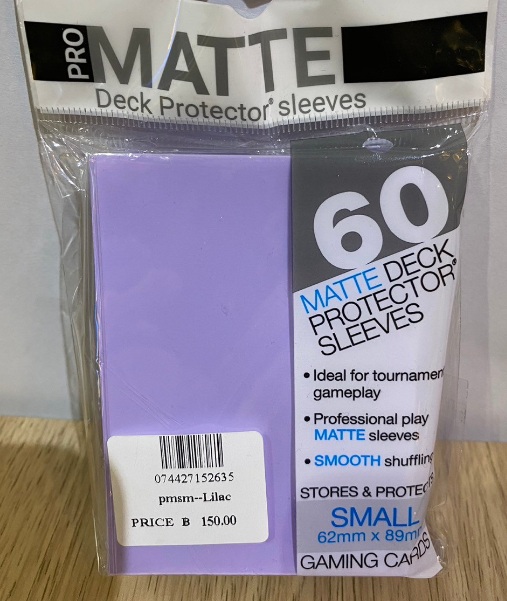 PRO
MATTE
Deck Protector® sleeves
60
MATTE DECK
PROTECTOR®
SLEEVES
• Ideal for tournamen
gameplay
• Professional play
MATTE sleeves
• SMOOTH shuffling
STORES & PROTECTS
SMALL
62mm x 89mm
GAMING CARDS
074427152635
pmsm--Lilac
PRICE B 150.00